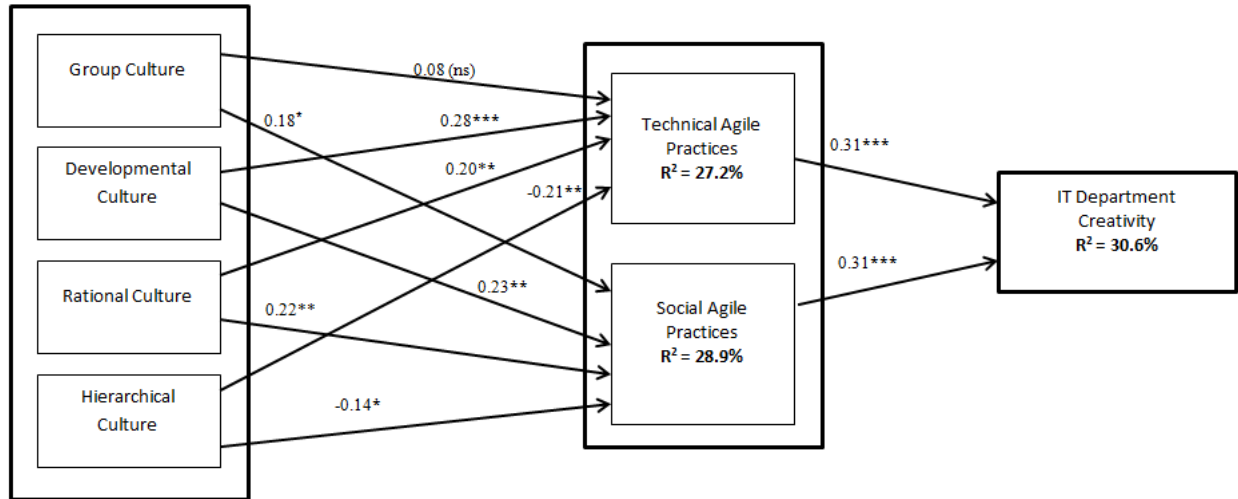 Group Culture
Developmental
Culture
Rational Culture
Hierarchical
Culture
0.08 (ns)
0.18*
0.28***
0.20**
-0.21**
0.23**
0.22**
-0.14*
Technical Agile
Practices
R² = 27.2%
Social Agile
Practices
R² = 28.9%
0.31***
0.31***
IT Department
Creativity
R² = 30.6%